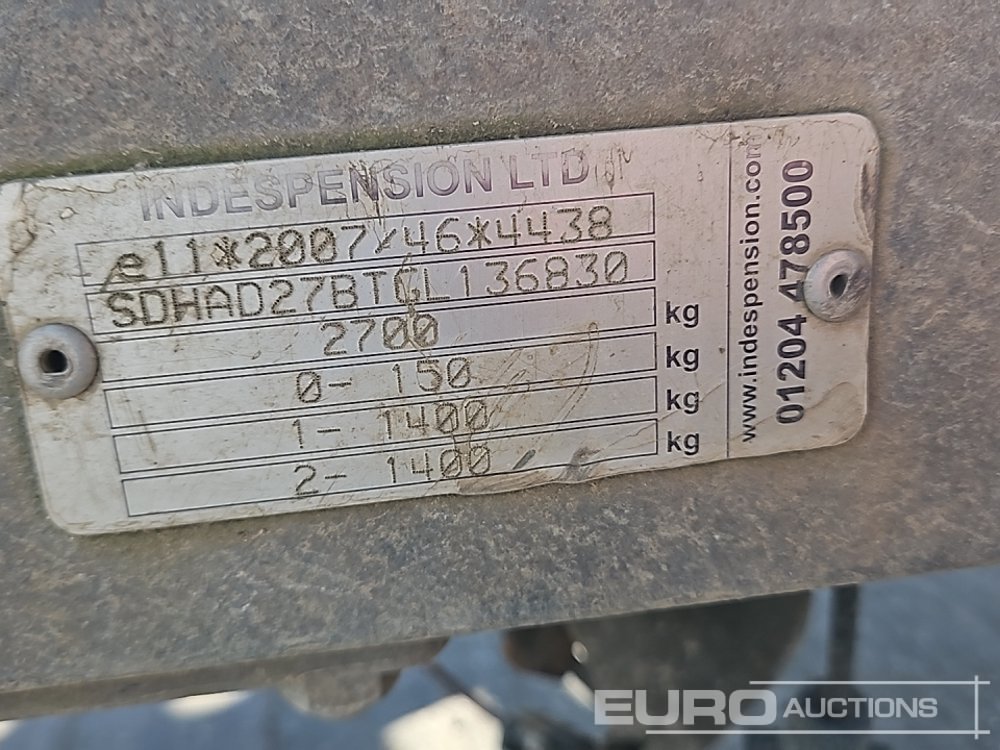 INDESPENSION LTD
e11*2007/46*4438
SDHAD27BTGL136830
2700 kg
0- 150 kg
1- 1400 kg
2- 1400 kg
www.indespension.com
01204 478500
EURO AUCTIONS